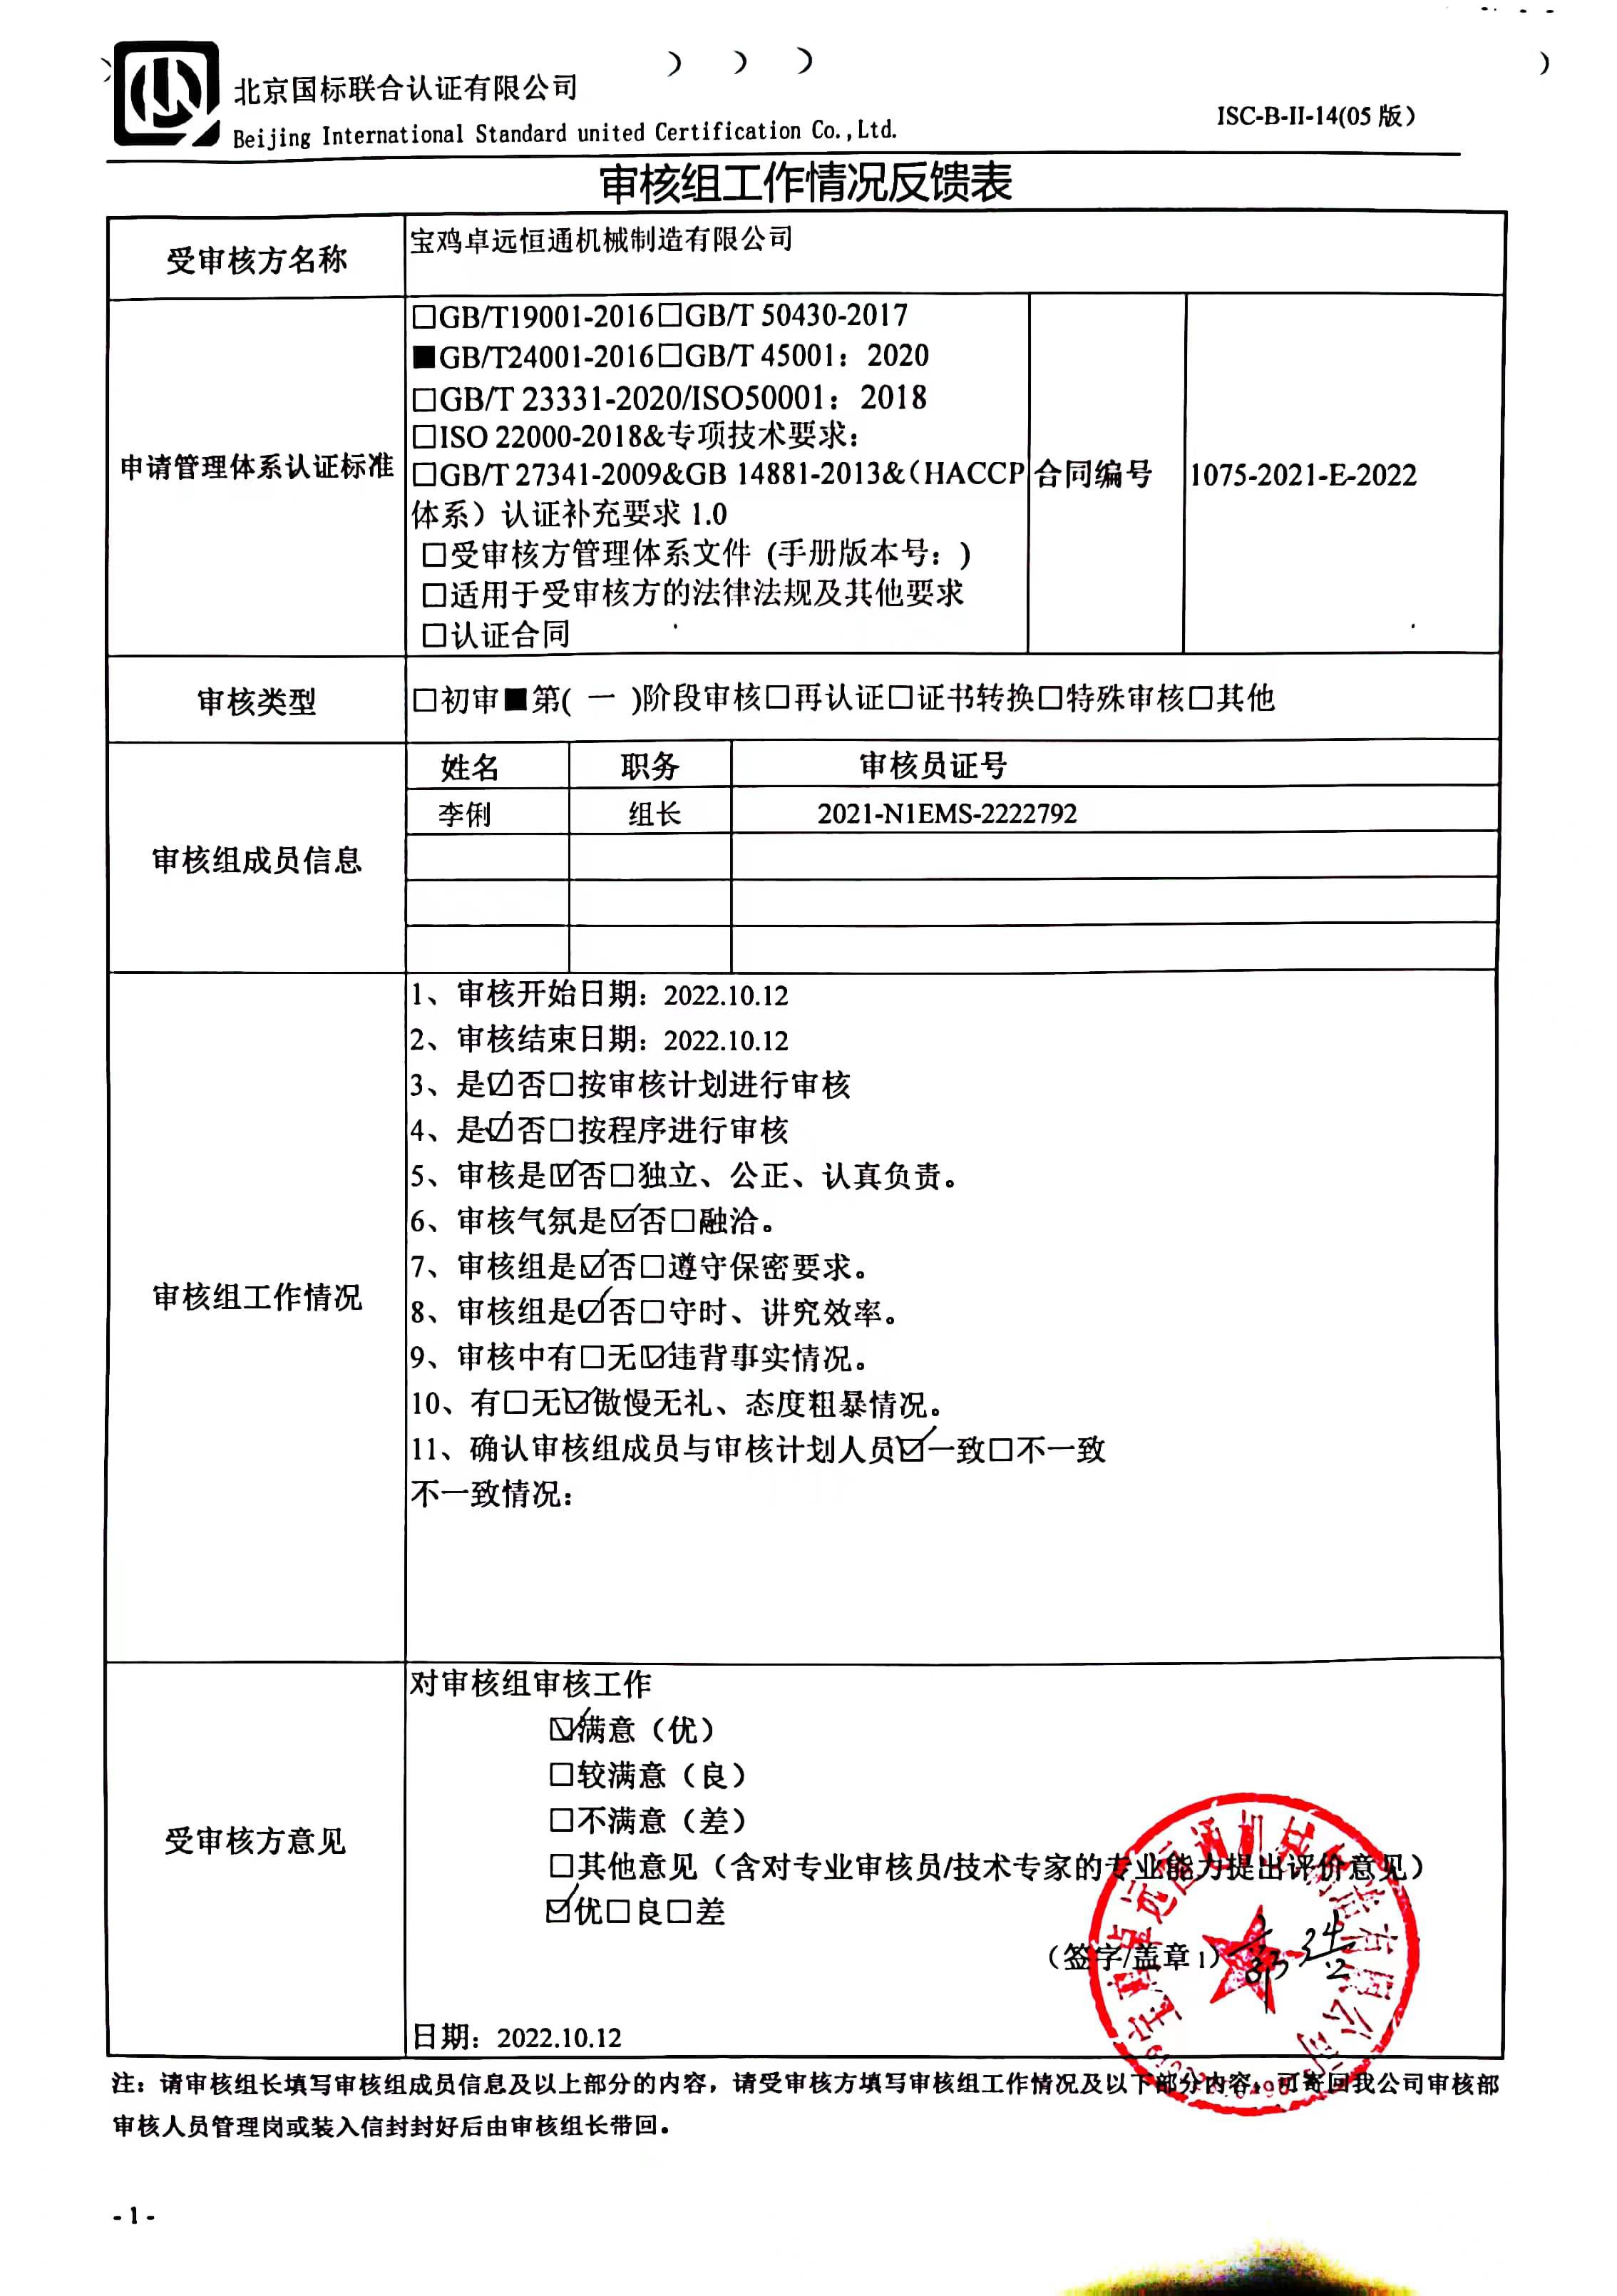 北京国标联合认证有限公司
Beijing International Standard united Certification Co.,Ltd.
ISC-B-II-14(05 版）
审核组工作情况反馈表
受审核方名称
宝鸡卓远恒通机械制造有限公司
申请管理体系认证标准
□GB/T19001-2016□GB/T 50430-2017
■GB/T24001-2016□GB/T 45001：2020
□GB/T 23331-2020/ISO50001：2018
□ISO 22000-2018&专项技术要求：
□GB/T 27341-2009&GB 14881-2013&（HACCP
体系）认证补充要求 1.0
□受审核方管理体系文件 (手册版本号：)
□适用于受审核方的法律法规及其他要求
□认证合同
合同编号
1075-2021-E-2022
审核类型
□初审■第( 一 )阶段审核□再认证□证书转换□特殊审核□其他
审核组成员信息
姓名 职务 审核员证号
李俐 组长 2021-N1EMS-2222792
审核组工作情况
1、审核开始日期：2022.10.12
2、审核结束日期：2022.10.12
3、是☑否□按审核计划进行审核
4、是☑否□按程序进行审核
5、审核是☑否□独立、公正、认真负责。
6、审核气氛是☑否□融洽。
7、审核组是☑否□遵守保密要求。
8、审核组是☑否□守时、讲究效率。
9、审核中有□无☑违背事实情况。
10、有□无☑傲慢无礼、态度粗暴情况。
11、确认审核组成员与审核计划人员☑一致□不一致
不一致情况：
受审核方意见
对审核组审核工作
☑满意（优）
□较满意（良）
□不满意（差）
□其他意见（含对专业审核员/技术专家的专业能力提出评价意见）
☑优□良□差
（签字/盖章1）
日期：2022.10.12
宝鸡卓远恒通机械制造有限公司
注：请审核组长填写审核组成员信息及以上部分的内容，请受审核方填写审核组工作情况及以下部分内容，可寄回我公司审核部
审核人员管理岗或装入信封封好后由审核组长带回。
- 1 -